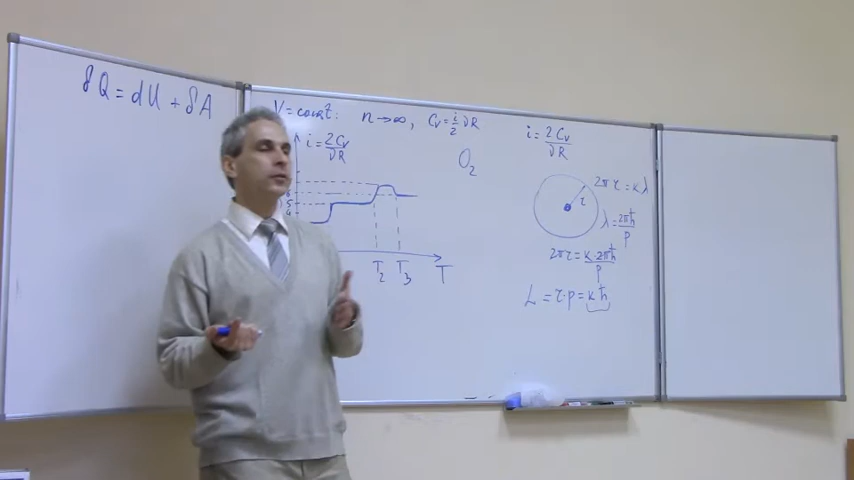 δQ = dU + δA
V = const:
n→∞, C_V = i/2 νR
i = 2C_V/νR
O₂
5
4
T₂ T₃ T
i = 2C_V/νR
2πr = kλ
r
λ = 2πħ/p
2πr = k·2πħ/p
L = r·p = kħ